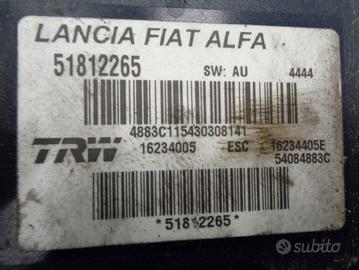 LANCIA FIAT ALFA
51812265 SW: AU 4444
4883C115430308141
TRW 16234005 ESC 16234405E
54084883C
*51812265*
subito